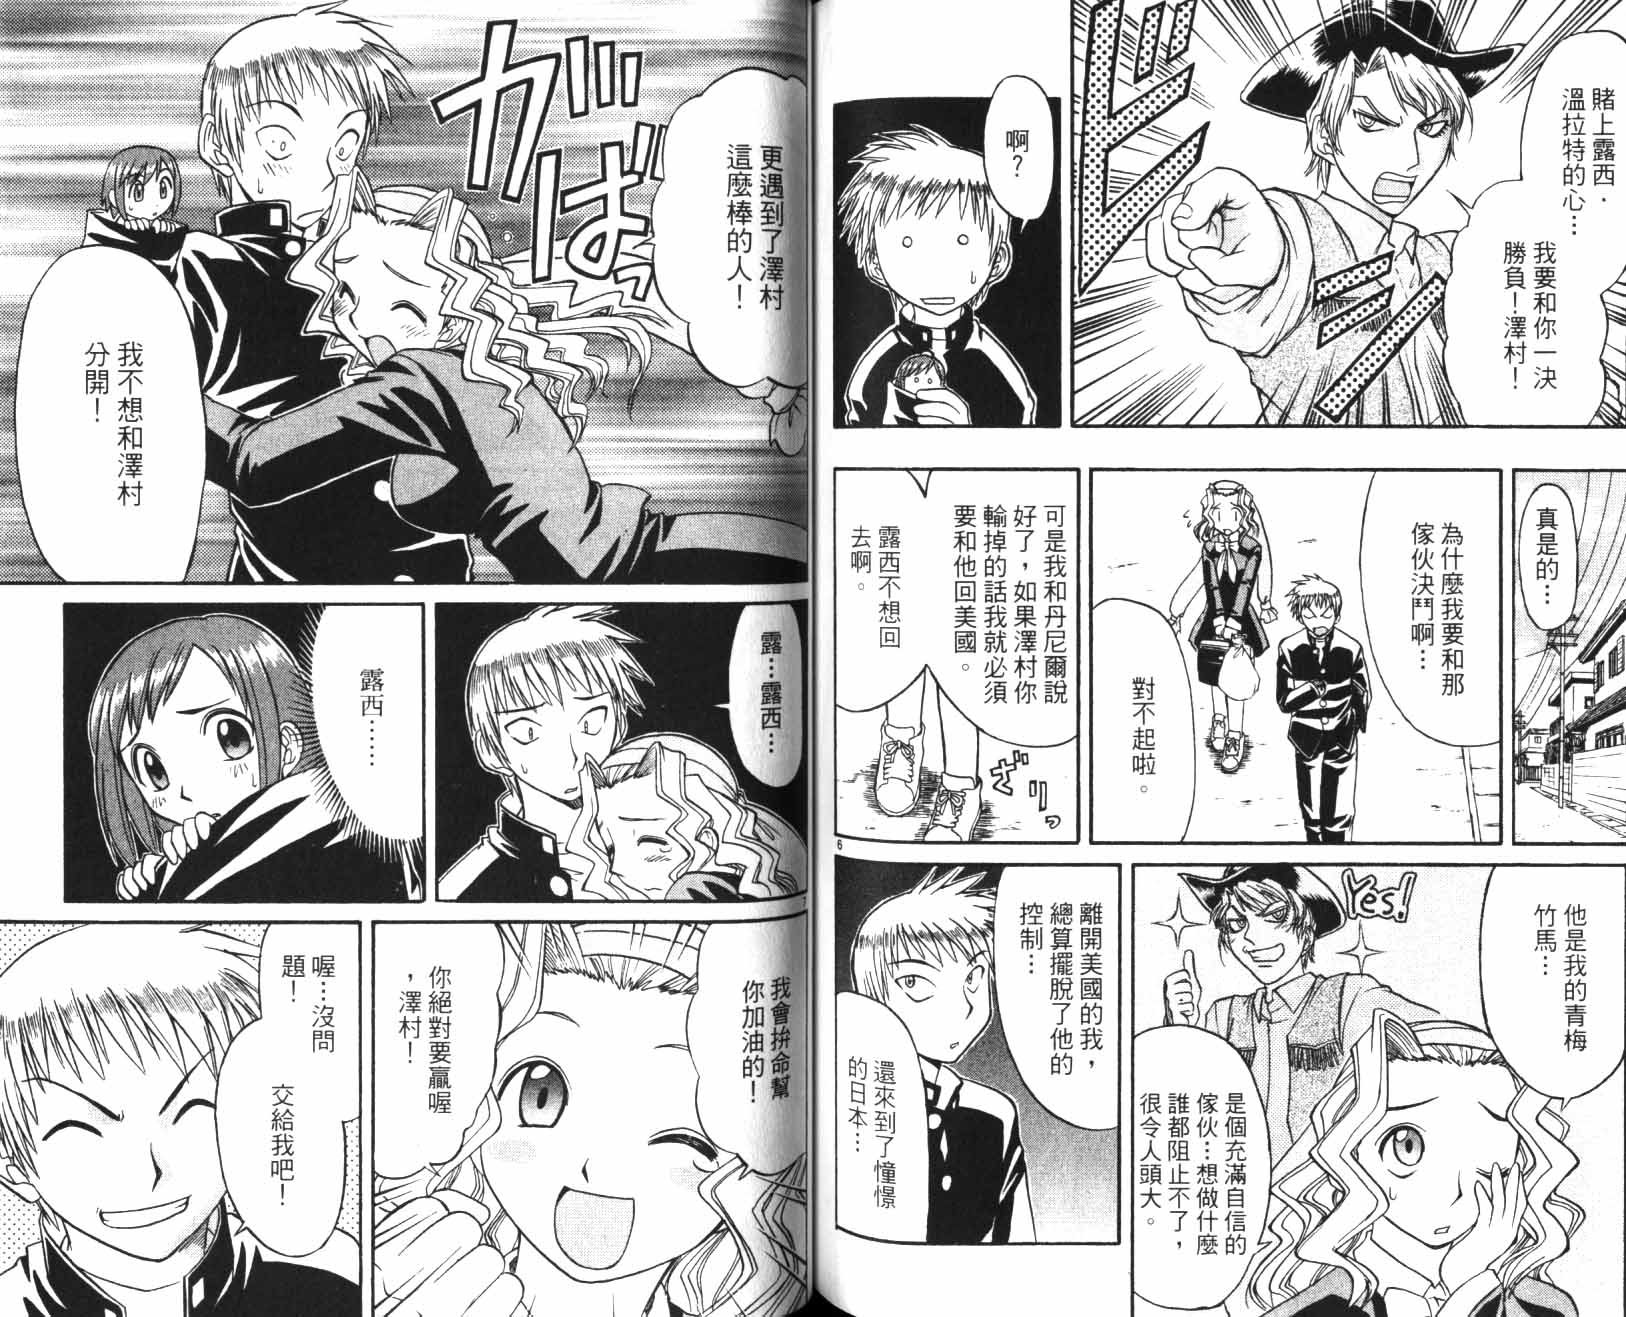 賭上露西．
溫拉特的心…
我要和你一決
勝負！澤村！
ビビッ
啊？
真是的…
為什麼我要和那
傢伙決鬥啊…
對不起啦。
可是我和丹尼爾說
好了，如果澤村你
輸掉的話我就必須
要和他回美國。
露西不想回
去啊。
ざりっ
他是我的青梅
竹馬…
Yes!
是個充滿自信的
傢伙…想做什麼
誰都阻止不了，
很令人頭大。
離開美國的我，
總算擺脫了他的
控制…
還來到了憧憬
的日本…
6
更遇到了澤村
這麼棒的人！
がばっ
我不想和澤村
分開！
露…露西…
露西……
7
我會拚命幫
你加油的！
你絕對要贏喔
，澤村！
喔…沒問
題！
交給我吧！